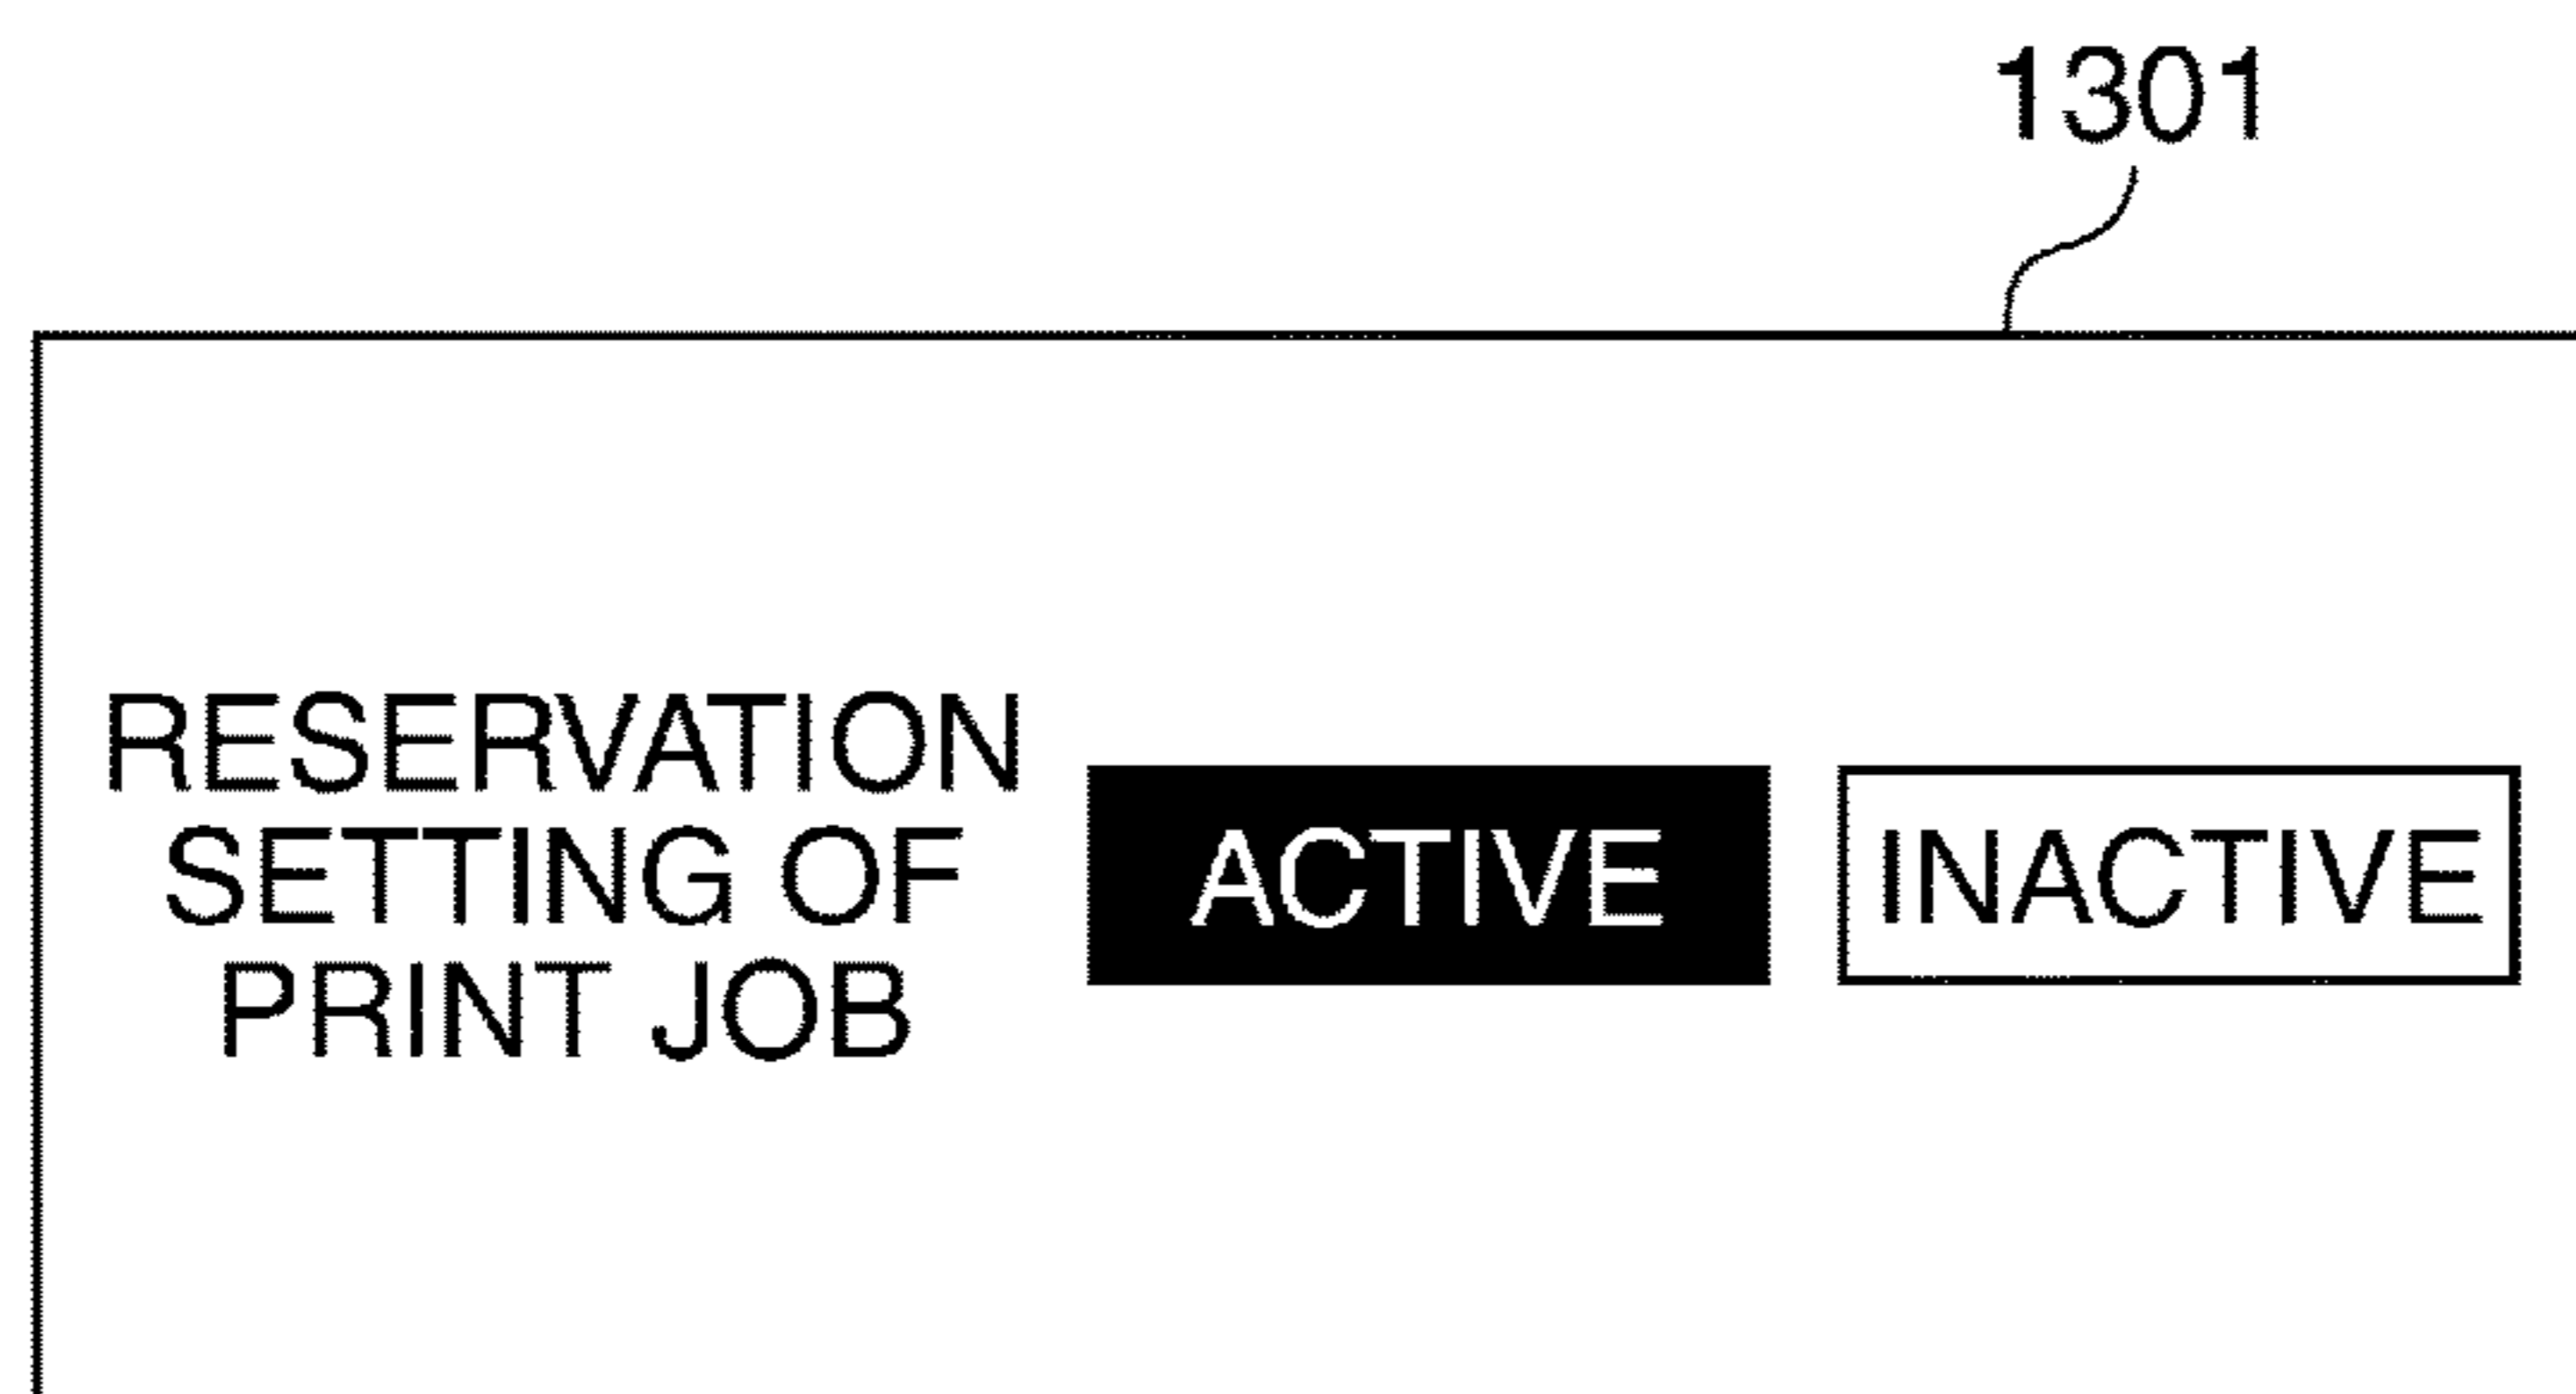 1301
RESERVATION
SETTING OF
PRINT JOB
ACTIVE
INACTIVE